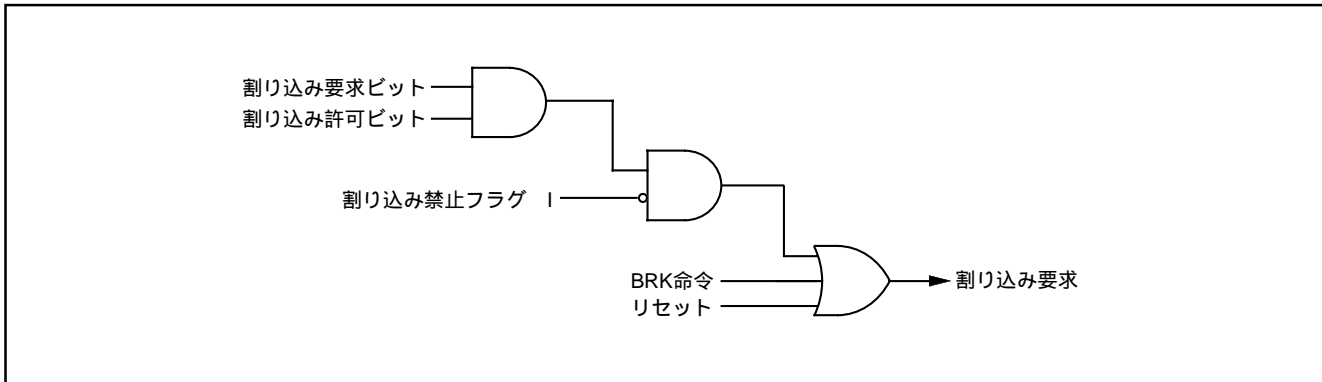 割り込み要求ビット
割り込み許可ビット
割り込み禁止フラグ I
BRK命令
リセット
割り込み要求